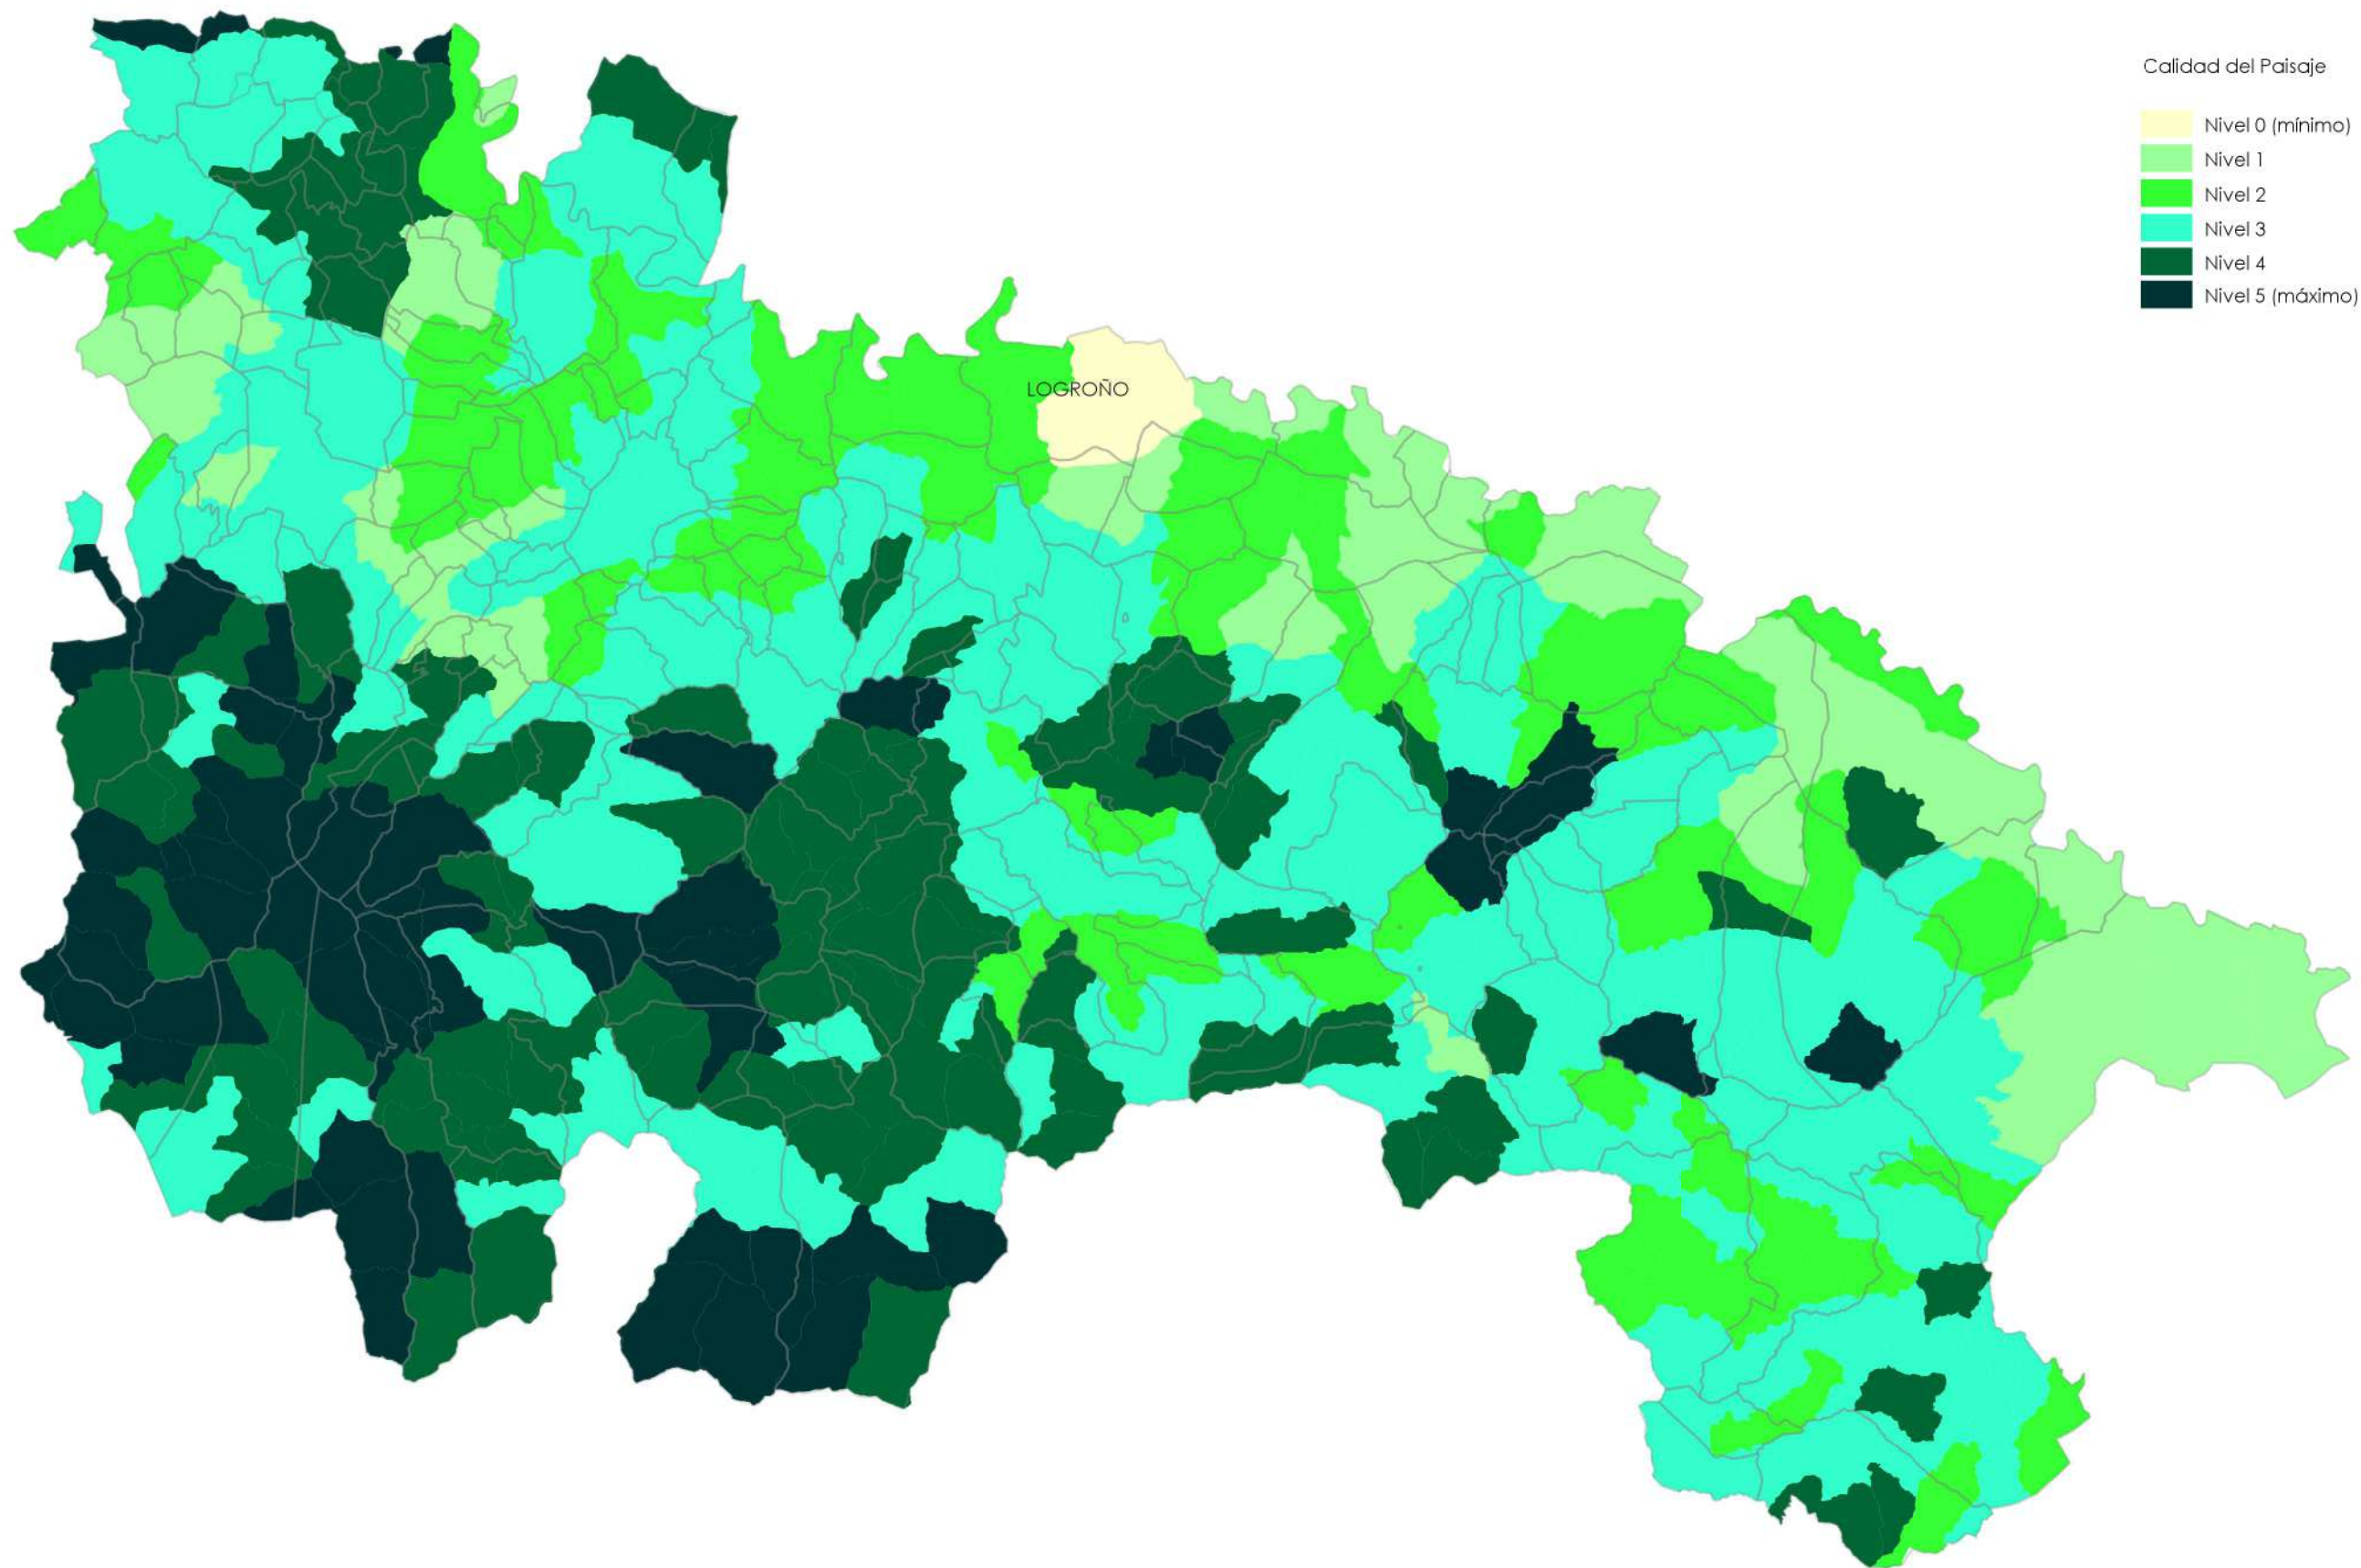 Calidad del Paisaje
Nivel 0 (mínimo)
Nivel 1
Nivel 2
Nivel 3
Nivel 4
Nivel 5 (máximo)
LOGROÑO